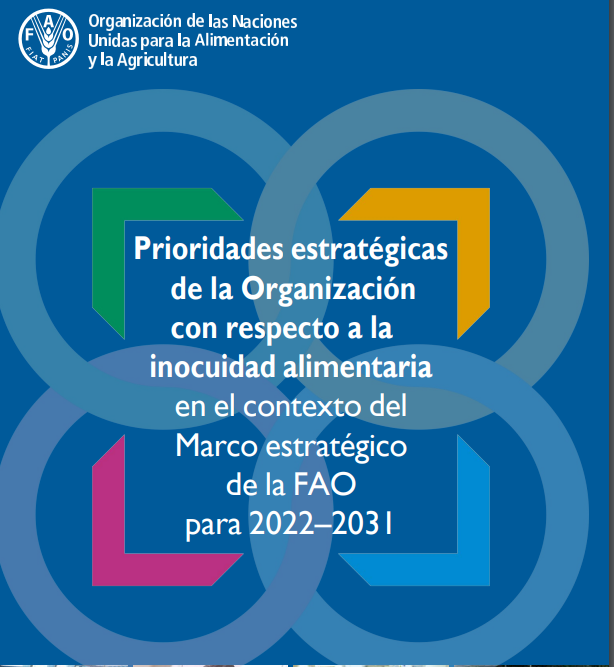 Organización de las Naciones
Unidas para la Alimentación
y la Agricultura
F A O
FIAT PANIS
Prioridades estratégicas
de la Organización
con respecto a la
inocuidad alimentaria
en el contexto del
Marco estratégico
de la FAO
para 2022–2031